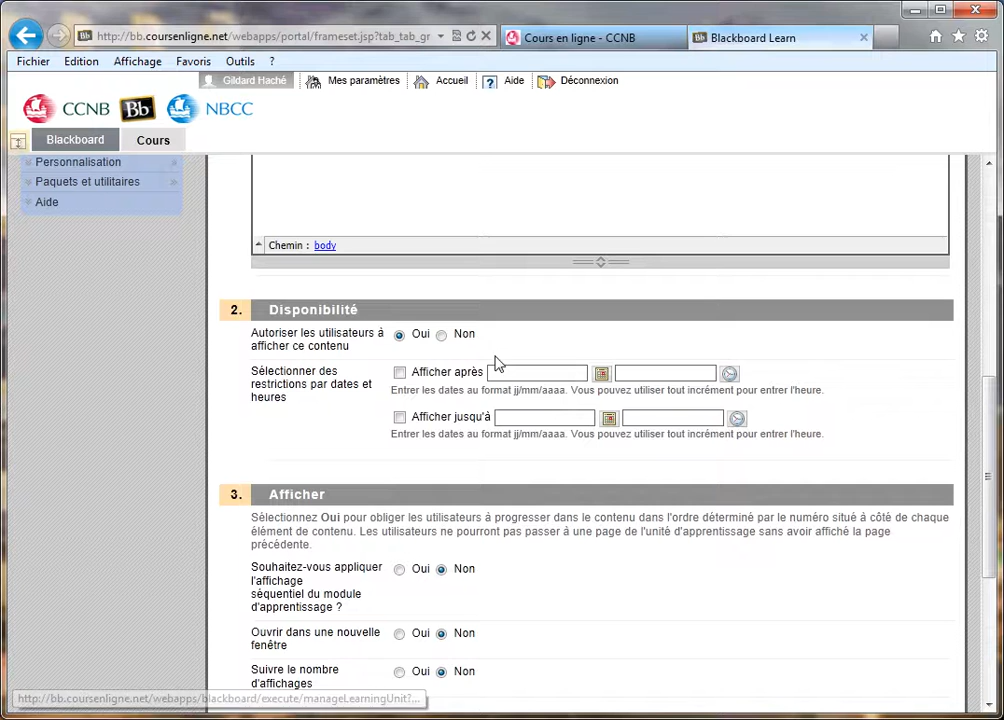 http://bb.coursenligne.net/webapps/portal/frameset.jsp?tab_tab_gr
Cours en ligne - CCNB
Bb Blackboard Learn
Fichier Edition Affichage Favoris Outils ?
Gildard Haché Mes paramètres Accueil ? Aide Déconnexion
CCNB Bb NBCC
Blackboard Cours
Personnalisation
Paquets et utilitaires
Aide
Chemin : body
2. Disponibilité
Autoriser les utilisateurs à
afficher ce contenu
Oui Non
Sélectionner des
restrictions par dates et
heures
Afficher après
Entrer les dates au format jj/mm/aaaa. Vous pouvez utiliser tout incrément pour entrer l'heure.
Afficher jusqu'à
Entrer les dates au format jj/mm/aaaa. Vous pouvez utiliser tout incrément pour entrer l'heure.
3. Afficher
Sélectionnez Oui pour obliger les utilisateurs à progresser dans le contenu dans l'ordre déterminé par le numéro situé à côté de chaque
élément de contenu. Les utilisateurs ne pourront pas passer à une page de l'unité d'apprentissage sans avoir affiché la page
précédente.
Souhaitez-vous appliquer
l'affichage
séquentiel du module
d'apprentissage ?
Oui Non
Ouvrir dans une nouvelle
fenêtre
Oui Non
Suivre le nombre
d'affichages
Oui Non
http://bb.coursenligne.net/webapps/blackboard/execute/manageLearningUnit?...